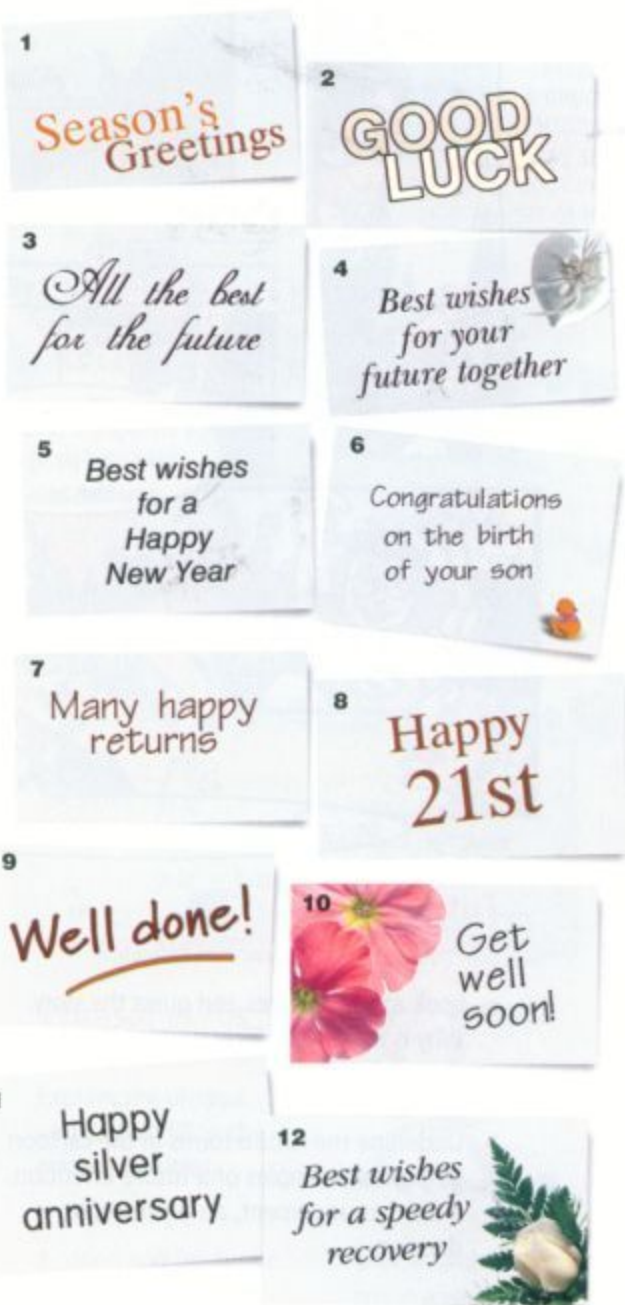 1
Season's
Greetings
2
GOOD
LUCK
3
All the best
for the future
4
Best wishes
for your
future together
5
Best wishes
for a
Happy
New Year
6
Congratulations
on the birth
of your son
7
Many happy
returns
8
Happy
21st
9
Well done!
10
Get
well
soon!
Happy
silver
anniversary
12
Best wishes
for a speedy
recovery